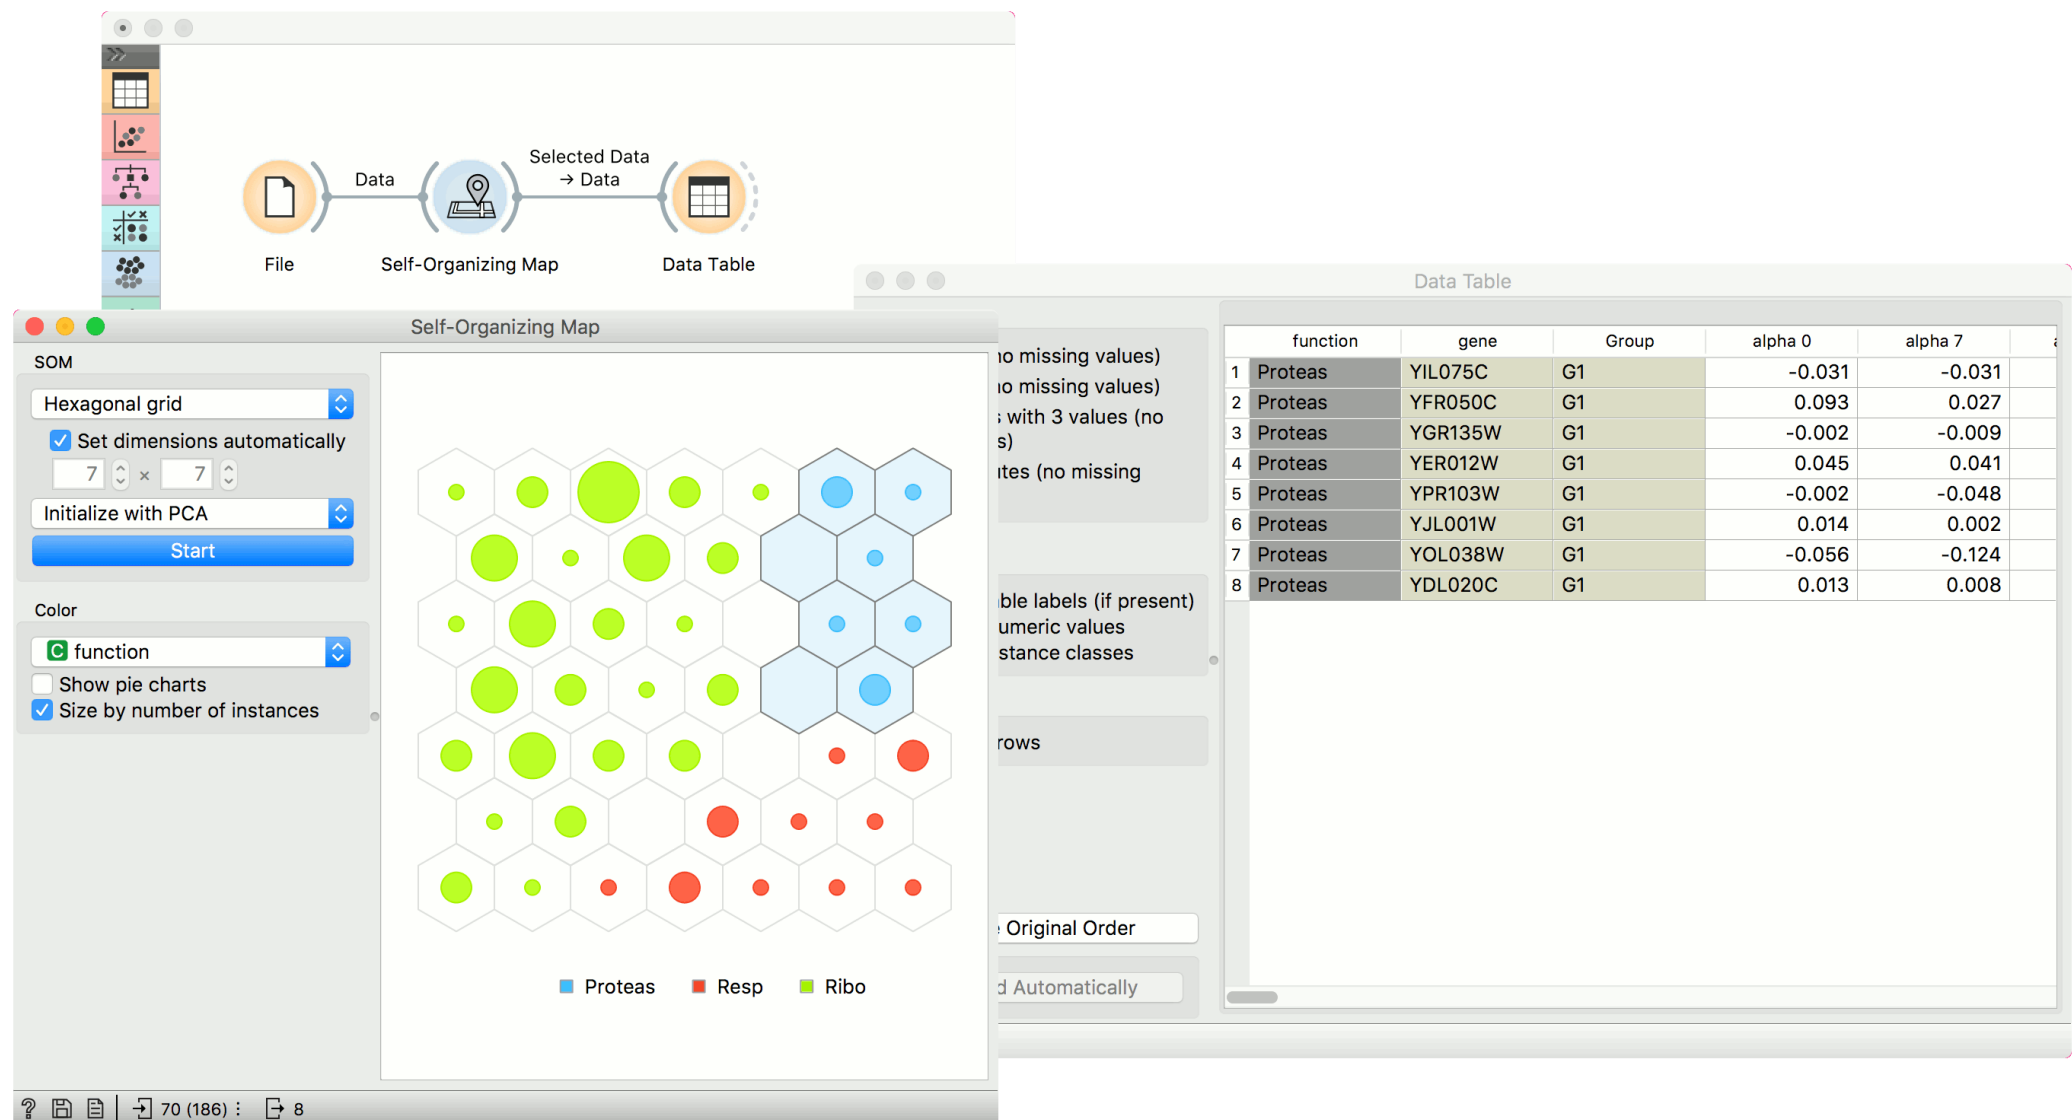 Data
Selected Data
→ Data
File
Self-Organizing Map
Data Table
Self-Organizing Map
SOM
Hexagonal grid
Set dimensions automatically
7 × 7
Initialize with PCA
Start
Color
C function
Show pie charts
Size by number of instances
Proteas Resp Ribo
? 70 (186) 8
Data Table
no missing values)
no missing values)
with 3 values (no
s)
utes (no missing
ble labels (if present)
umeric values
stance classes
rows
Original Order
d Automatically
function gene Group alpha 0 alpha 7
1 Proteas YIL075C G1 -0.031 -0.031
2 Proteas YFR050C G1 0.093 0.027
3 Proteas YGR135W G1 -0.002 -0.009
4 Proteas YER012W G1 0.045 0.041
5 Proteas YPR103W G1 -0.002 -0.048
6 Proteas YJL001W G1 0.014 0.002
7 Proteas YOL038W G1 -0.056 -0.124
8 Proteas YDL020C G1 0.013 0.008